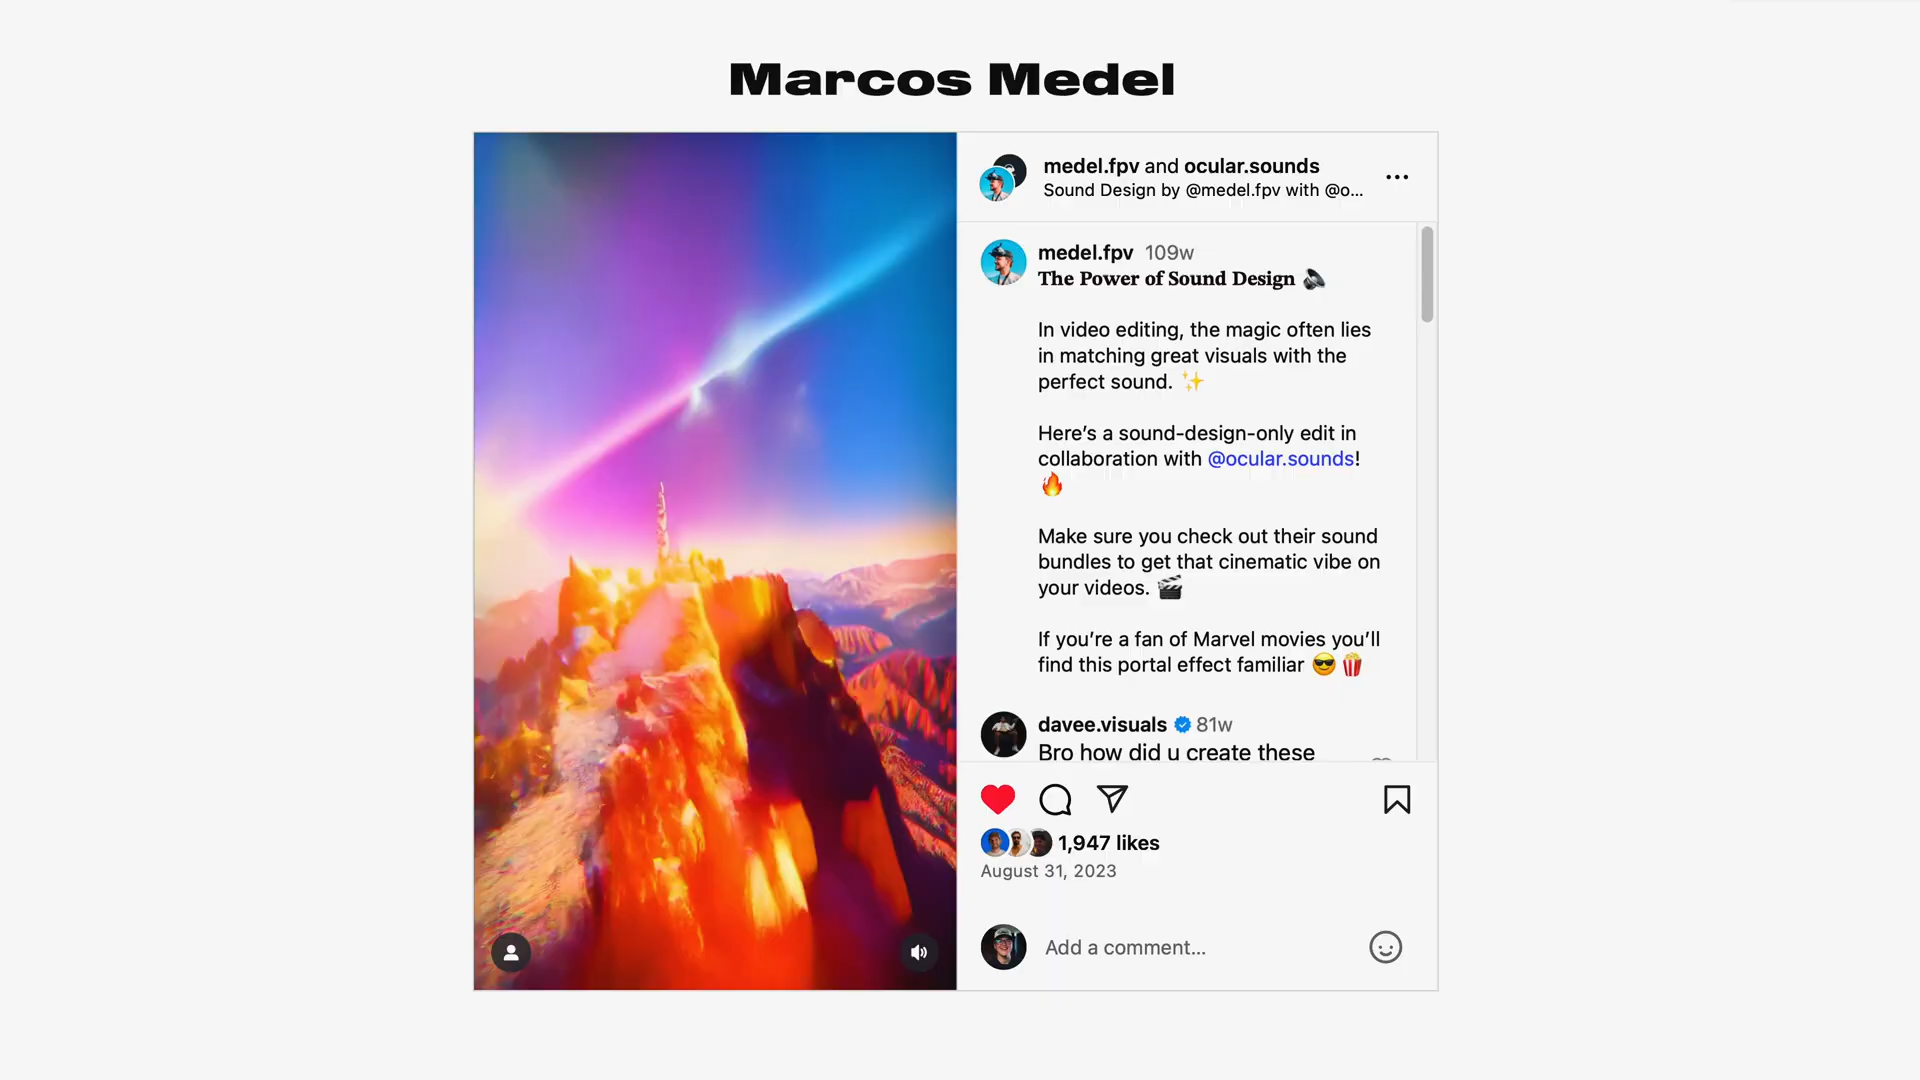 Marcos Medel
medel.fpv and ocular.sounds
Sound Design by @medel.fpv with @o...
medel.fpv 109w
The Power of Sound Design
In video editing, the magic often lies
in matching great visuals with the
perfect sound.
Here’s a sound-design-only edit in
collaboration with @ocular.sounds!
Make sure you check out their sound
bundles to get that cinematic vibe on
your videos.
If you’re a fan of Marvel movies you’ll
find this portal effect familiar
davee.visuals 81w
Bro how did u create these
1,947 likes
August 31, 2023
Add a comment...